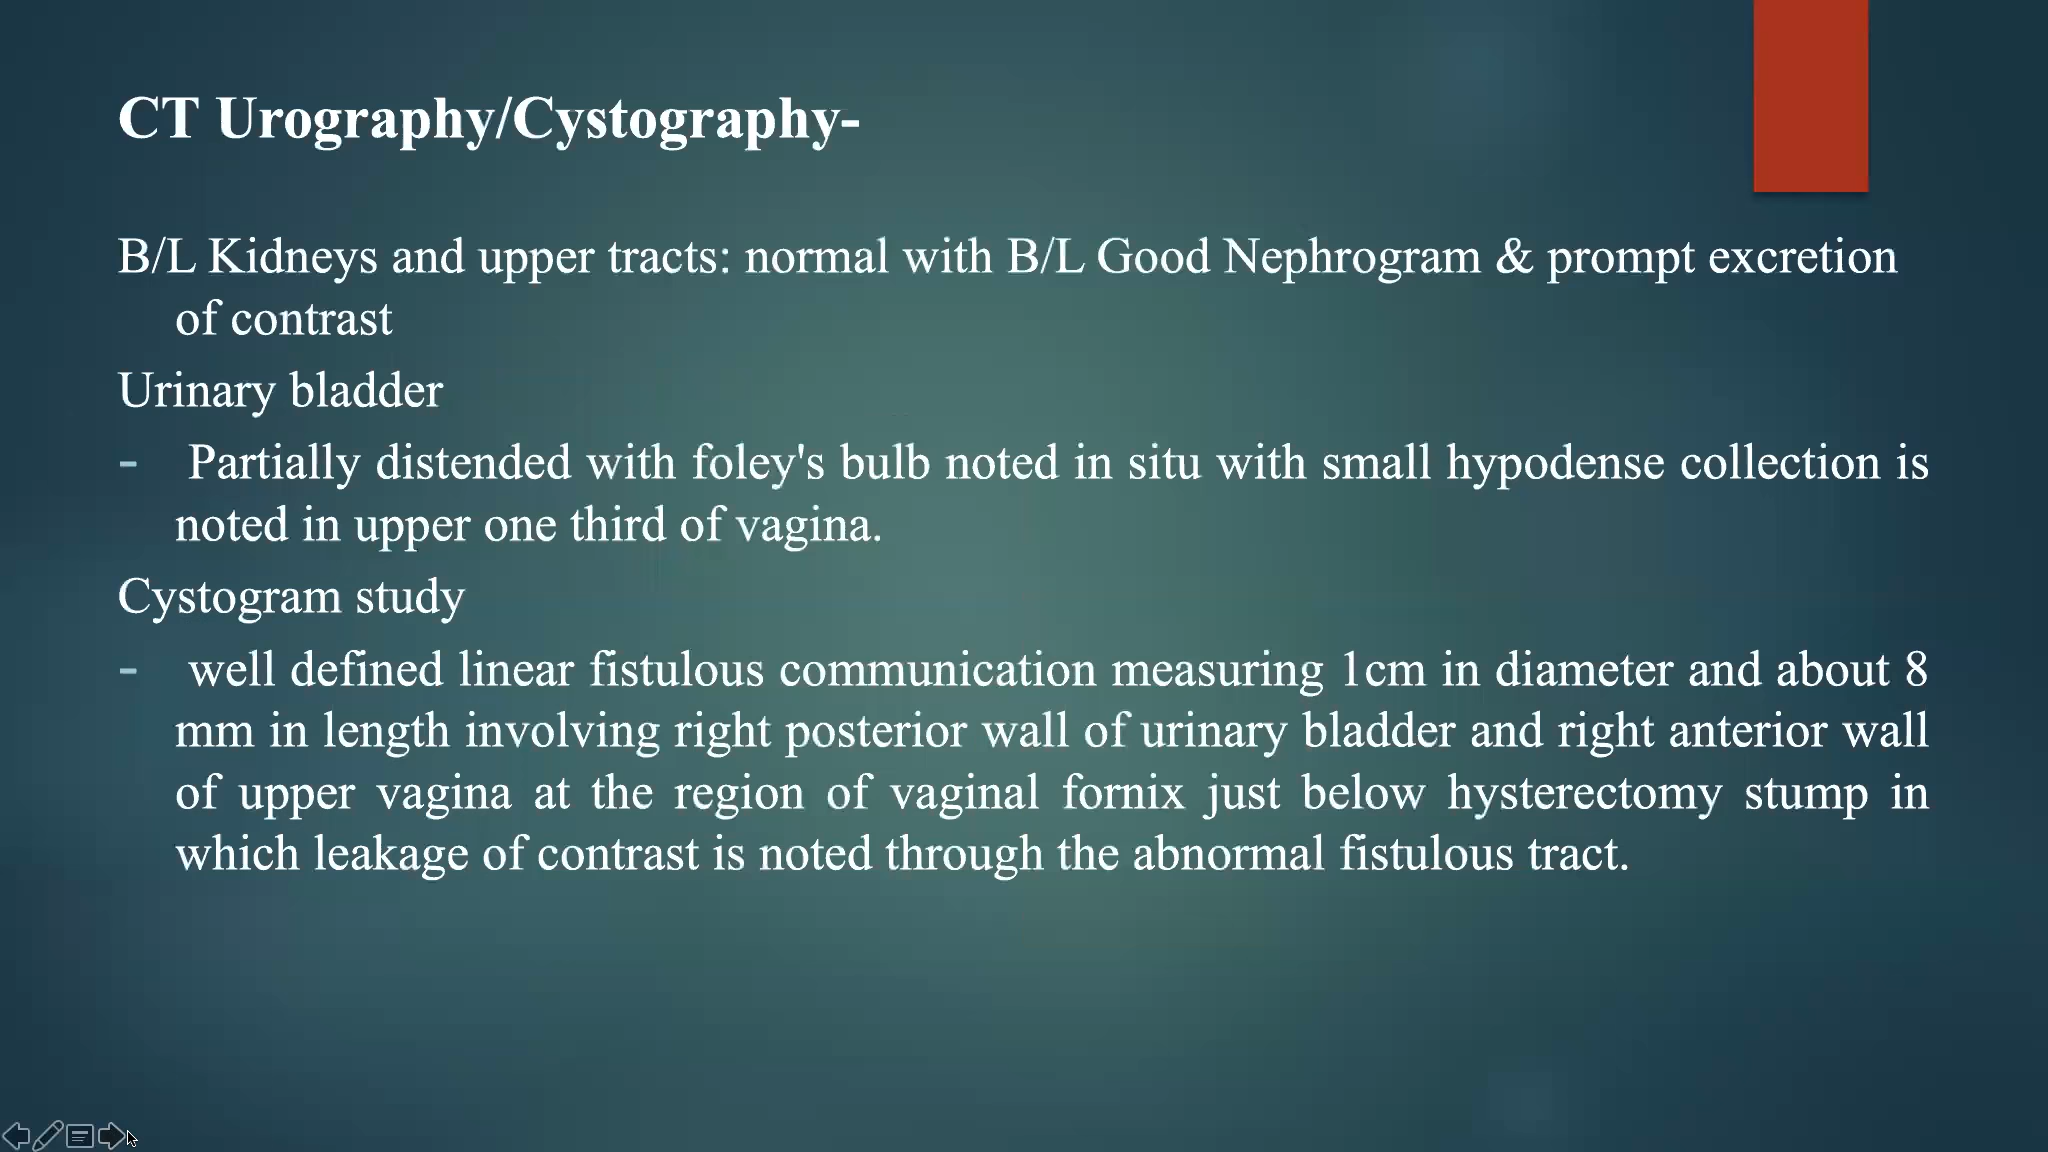 CT Urography/Cystography-
B/L Kidneys and upper tracts: normal with B/L Good Nephrogram & prompt excretion
of contrast
Urinary bladder
- Partially distended with foley's bulb noted in situ with small hypodense collection is
noted in upper one third of vagina.
Cystogram study
- well defined linear fistulous communication measuring 1cm in diameter and about 8
mm in length involving right posterior wall of urinary bladder and right anterior wall
of upper vagina at the region of vaginal fornix just below hysterectomy stump in
which leakage of contrast is noted through the abnormal fistulous tract.